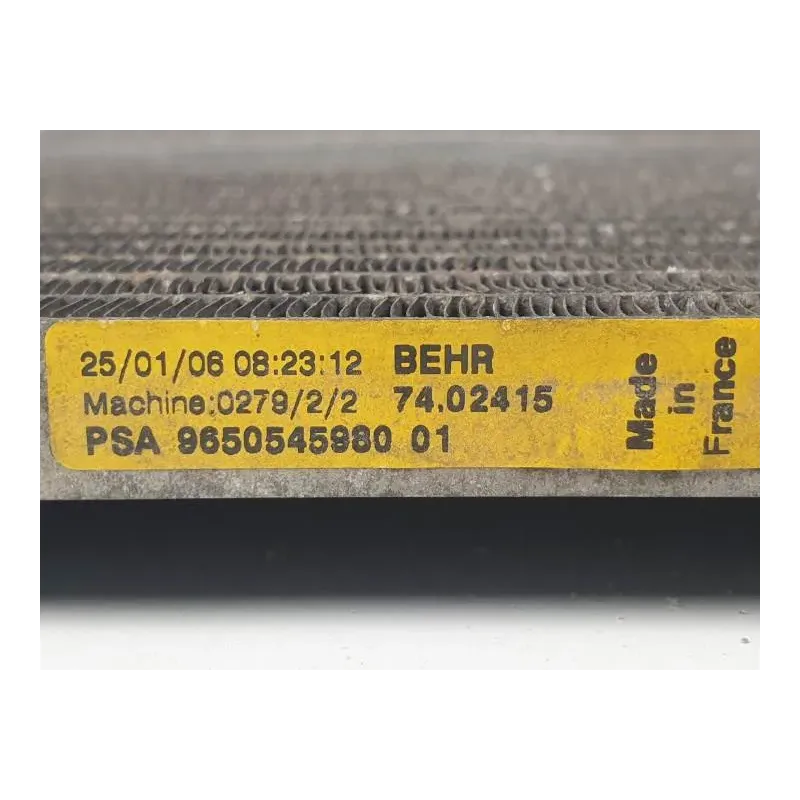 25/01/06 08:23:12 BEHR
Machine:0279/2/2 74.02415
PSA 9650545980 01
Made
in
France